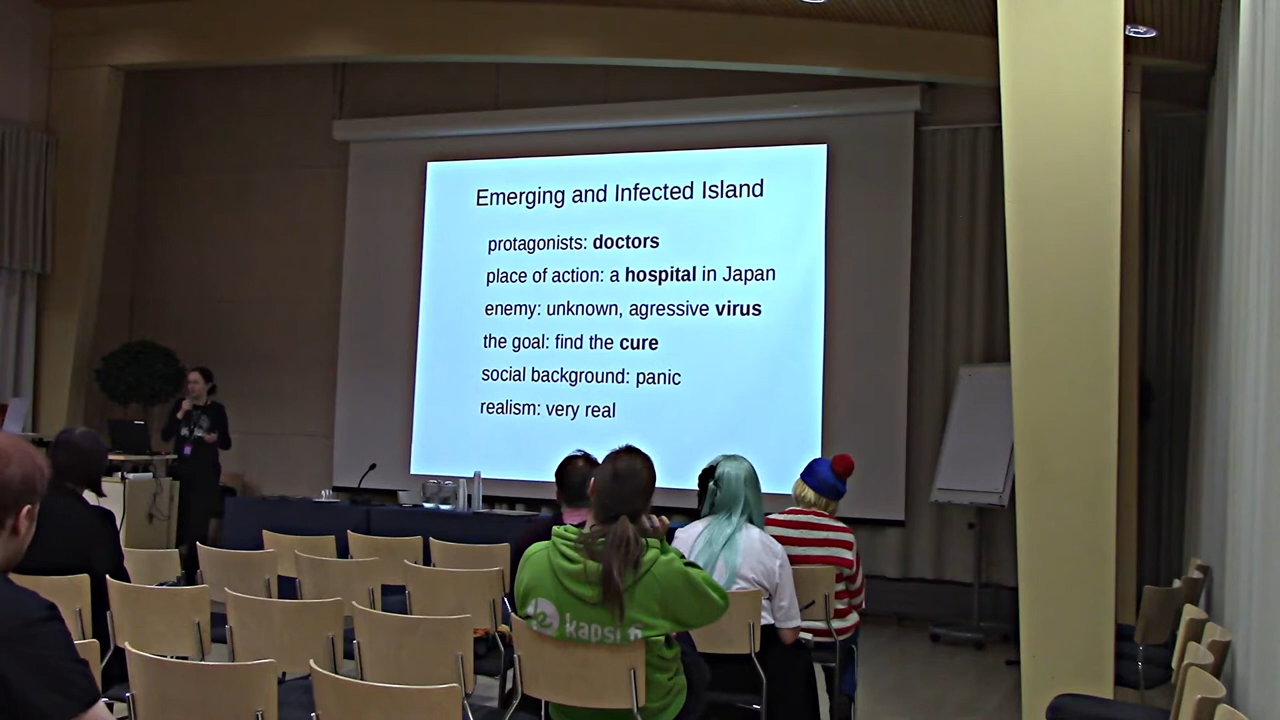 Emerging and Infected Island
protagonists: doctors
place of action: a hospital in Japan
enemy: unknown, agressive virus
the goal: find the cure
social background: panic
realism: very real
kapsi.fi